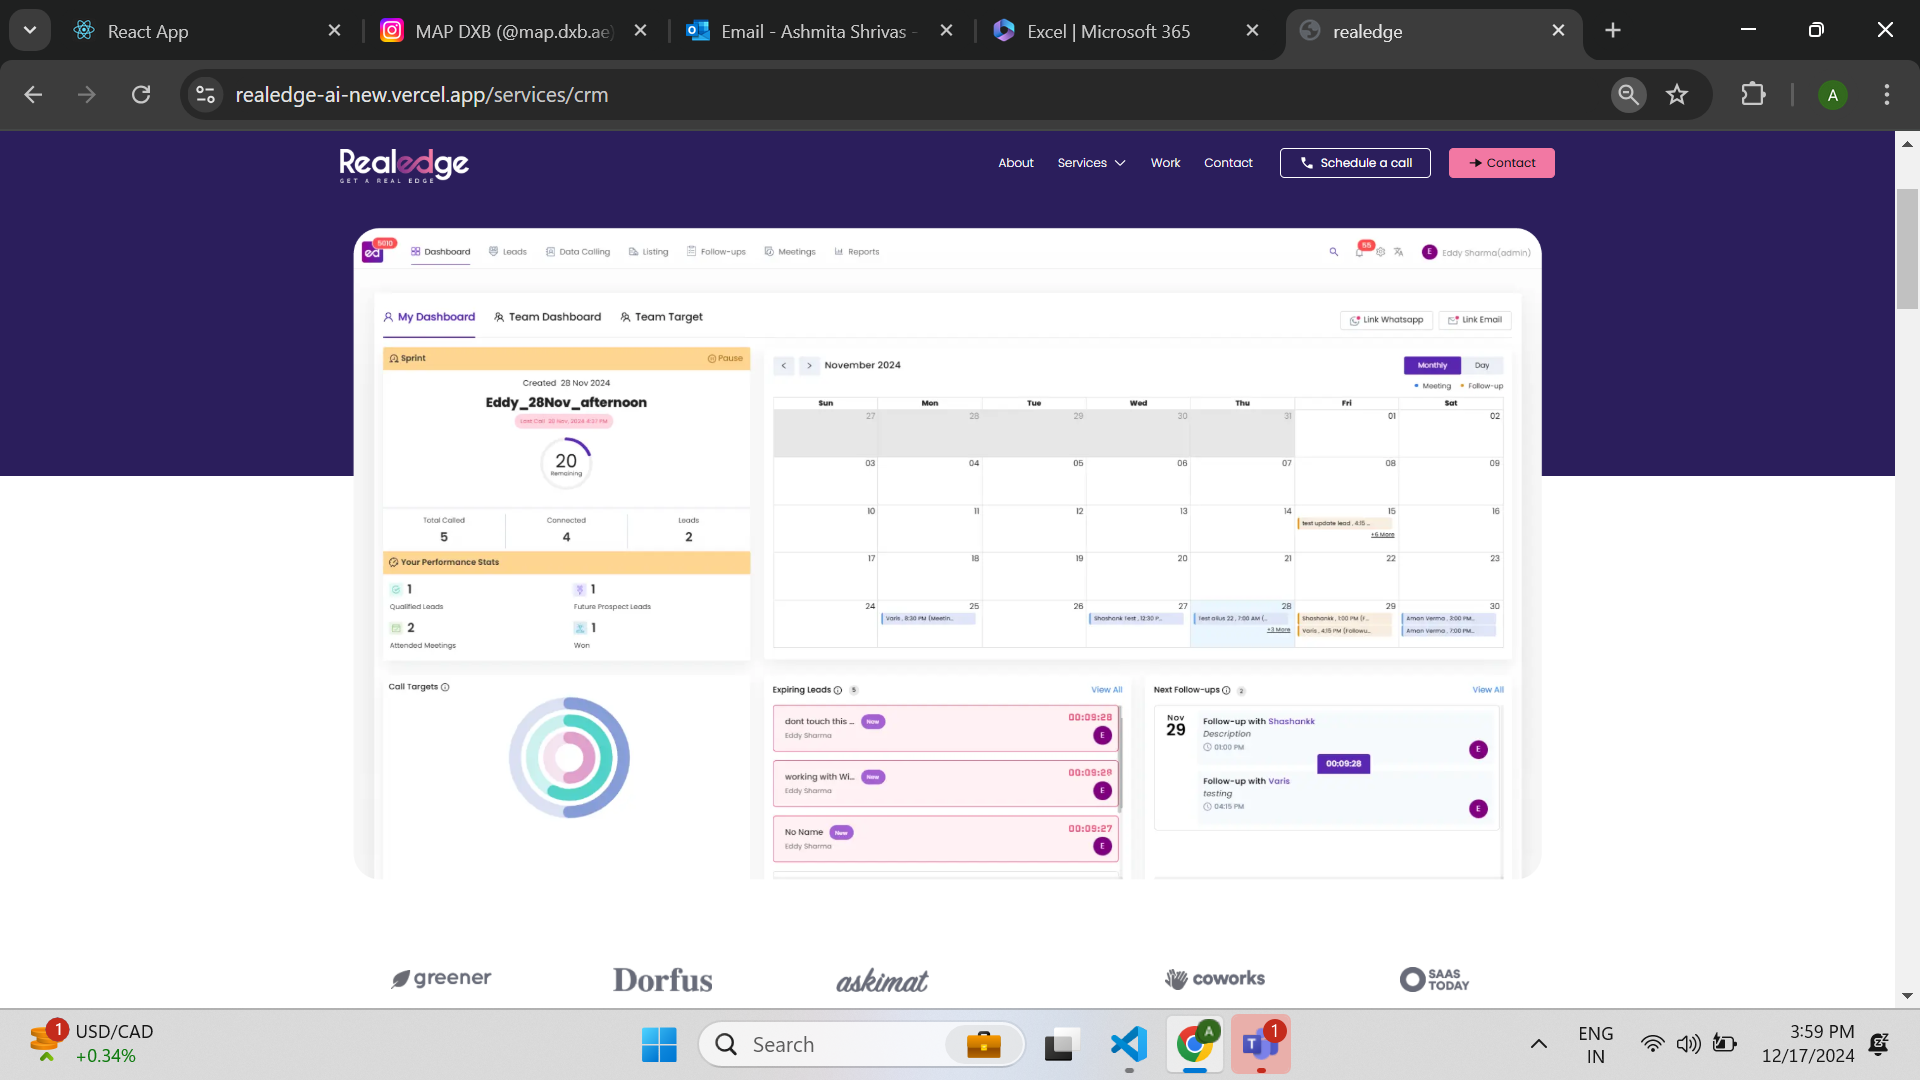 React App
MAP DXB (@map.dxb.ae)
Email - Ashmita Shrivas -
Excel | Microsoft 365
realedge
realedge-ai-new.vercel.app/services/crm
A
Realedge
GET A REAL EDGE
About
Services
Work
Contact
Schedule a call
Contact
ed
5010
Dashboard
Leads
Data Calling
Listing
Follow-ups
Meetings
Reports
55
E
Eddy Sharma(admin)
My Dashboard
Team Dashboard
Team Target
Link Whatsapp
Link Email
Sprint
Pause
Created 28 Nov 2024
Eddy_28Nov_afternoon
20
Remaining
Total Called
Connected
Leads
5
4
2
Your Performance Stats
1
Qualified Leads
1
Future Prospect Leads
2
Attended Meetings
1
Won
November 2024
Monthly
Day
Meeting
Follow-up
Sun Mon Tue Wed Thu Fri Sat
27 28 29 30 31 01 02
03 04 05 06 07 08 09
10 11 12 13 14 15 16
test update lead , 4:15 ...
+6 More
17 18 19 20 21 22 23
24 25 26 27 28 29 30
Varis , 8:30 PM (Meetin...
Shashank Test , 12:30 P...
test alius 22 , 7:00 AM (...
+3 More
Shashankk , 1:00 PM (F...
Varis , 4:15 PM (Followu...
Aman Verma , 3:00 PM...
Aman Verma , 7:00 PM...
Call Targets
Expiring Leads
5
View All
dont touch this ...
New
00:09:28
Eddy Sharma
E
working with Wi...
New
00:09:28
Eddy Sharma
E
No Name
New
00:09:27
Eddy Sharma
E
Next Follow-ups
2
View All
Nov
29
Follow-up with Shashankk
Description
01:00 PM
E
00:09:28
Follow-up with Varis
testing
04:15 PM
E
greener
Dorfus
askimat
coworks
SAAS
TODAY
1
USD/CAD
+0.34%
Search
A
T
1
ENG
IN
3:59 PM
12/17/2024